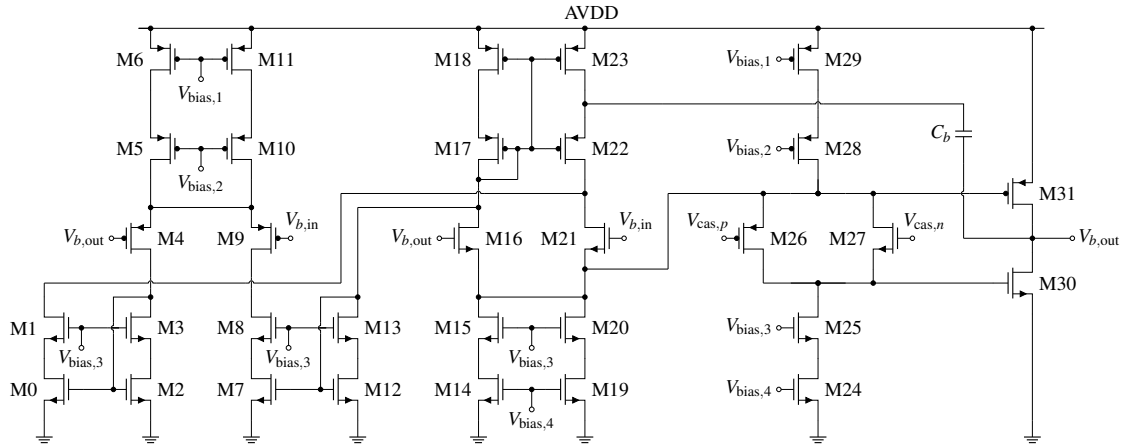 AVDD
M6 M11 M18 M23 V_bias,1 M29
V_bias,1
C_b
M5 M10 M17 M22 V_bias,2 M28
V_bias,2
M31
V_b,in V_b,in V_cas,p V_cas,n
V_b,out M4 M9 V_b,out M16 M21 M26 M27 V_b,out
M30
M1 M3 M8 M13 M15 M20 V_bias,3 M25
V_bias,3 V_bias,3 V_bias,3
M0 M2 M7 M12 M14 M19 V_bias,4 M24
V_bias,4